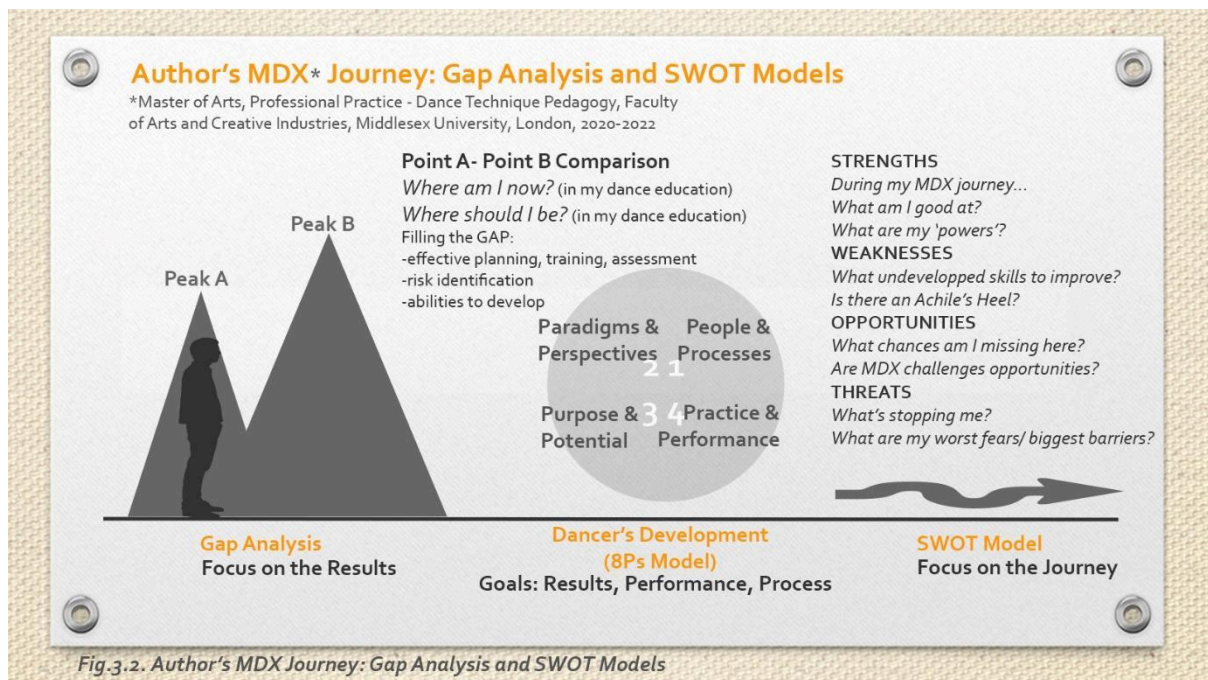 Author's MDX* Journey: Gap Analysis and SWOT Models
*Master of Arts, Professional Practice - Dance Technique Pedagogy, Faculty
of Arts and Creative Industries, Middlesex University, London, 2020-2022
Peak A
Peak B
Point A- Point B Comparison
Where am I now? (in my dance education)
Where should I be? (in my dance education)
Filling the GAP:
-effective planning, training, assessment
-risk identification
-abilities to develop
Paradigms &
Perspectives
2
People &
Processes
1
Purpose &
Potential
3
4
Practice &
Performance
STRENGTHS
During my MDX journey...
What am I good at?
What are my 'powers'?
WEAKNESSES
What undevelopped skills to improve?
Is there an Achile's Heel?
OPPORTUNITIES
What chances am I missing here?
Are MDX challenges opportunities?
THREATS
What's stopping me?
What are my worst fears/ biggest barriers?
Gap Analysis
Focus on the Results
Dancer's Development
(8Ps Model)
Goals: Results, Performance, Process
SWOT Model
Focus on the Journey
Fig.3.2. Author's MDX Journey: Gap Analysis and SWOT Models